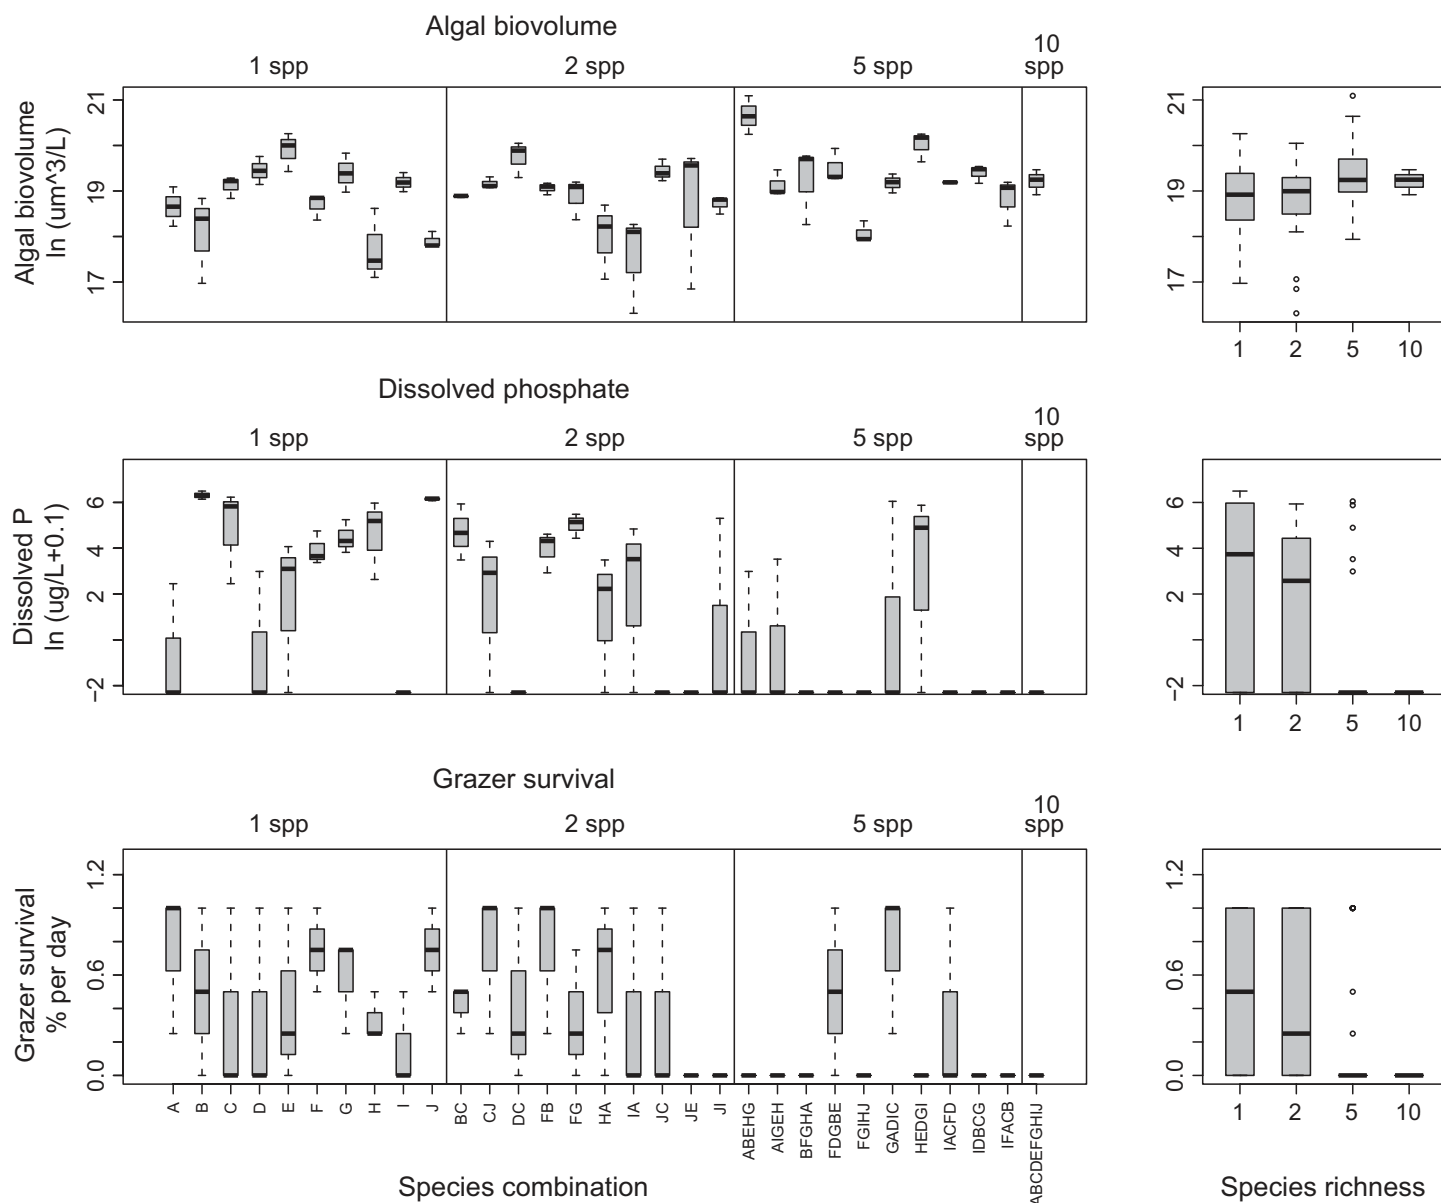 Algal biovolume
1 spp
2 spp
5 spp
10
spp
Algal biovolume
ln (um^3/L)
21
19
17
21
19
17
1
2
5
10
Dissolved phosphate
1 spp
2 spp
5 spp
10
spp
Dissolved P
ln (ug/L+0.1)
6
4
2
−2
6
4
2
−2
1
2
5
10
Grazer survival
1 spp
2 spp
5 spp
10
spp
Grazer survival
% per day
1.2
0.6
0.0
1.2
0.6
0.0
A
B
C
D
E
F
G
H
I
J
BC
CJ
DC
FB
FG
HA
IA
JC
JE
JI
ABEHG
AIGEH
BFGHA
FDGBE
FGIHJ
GADIC
HEDGI
IACFD
IDBCG
IFACB
ABCDEFGHIJ
1
2
5
10
Species combination
Species richness